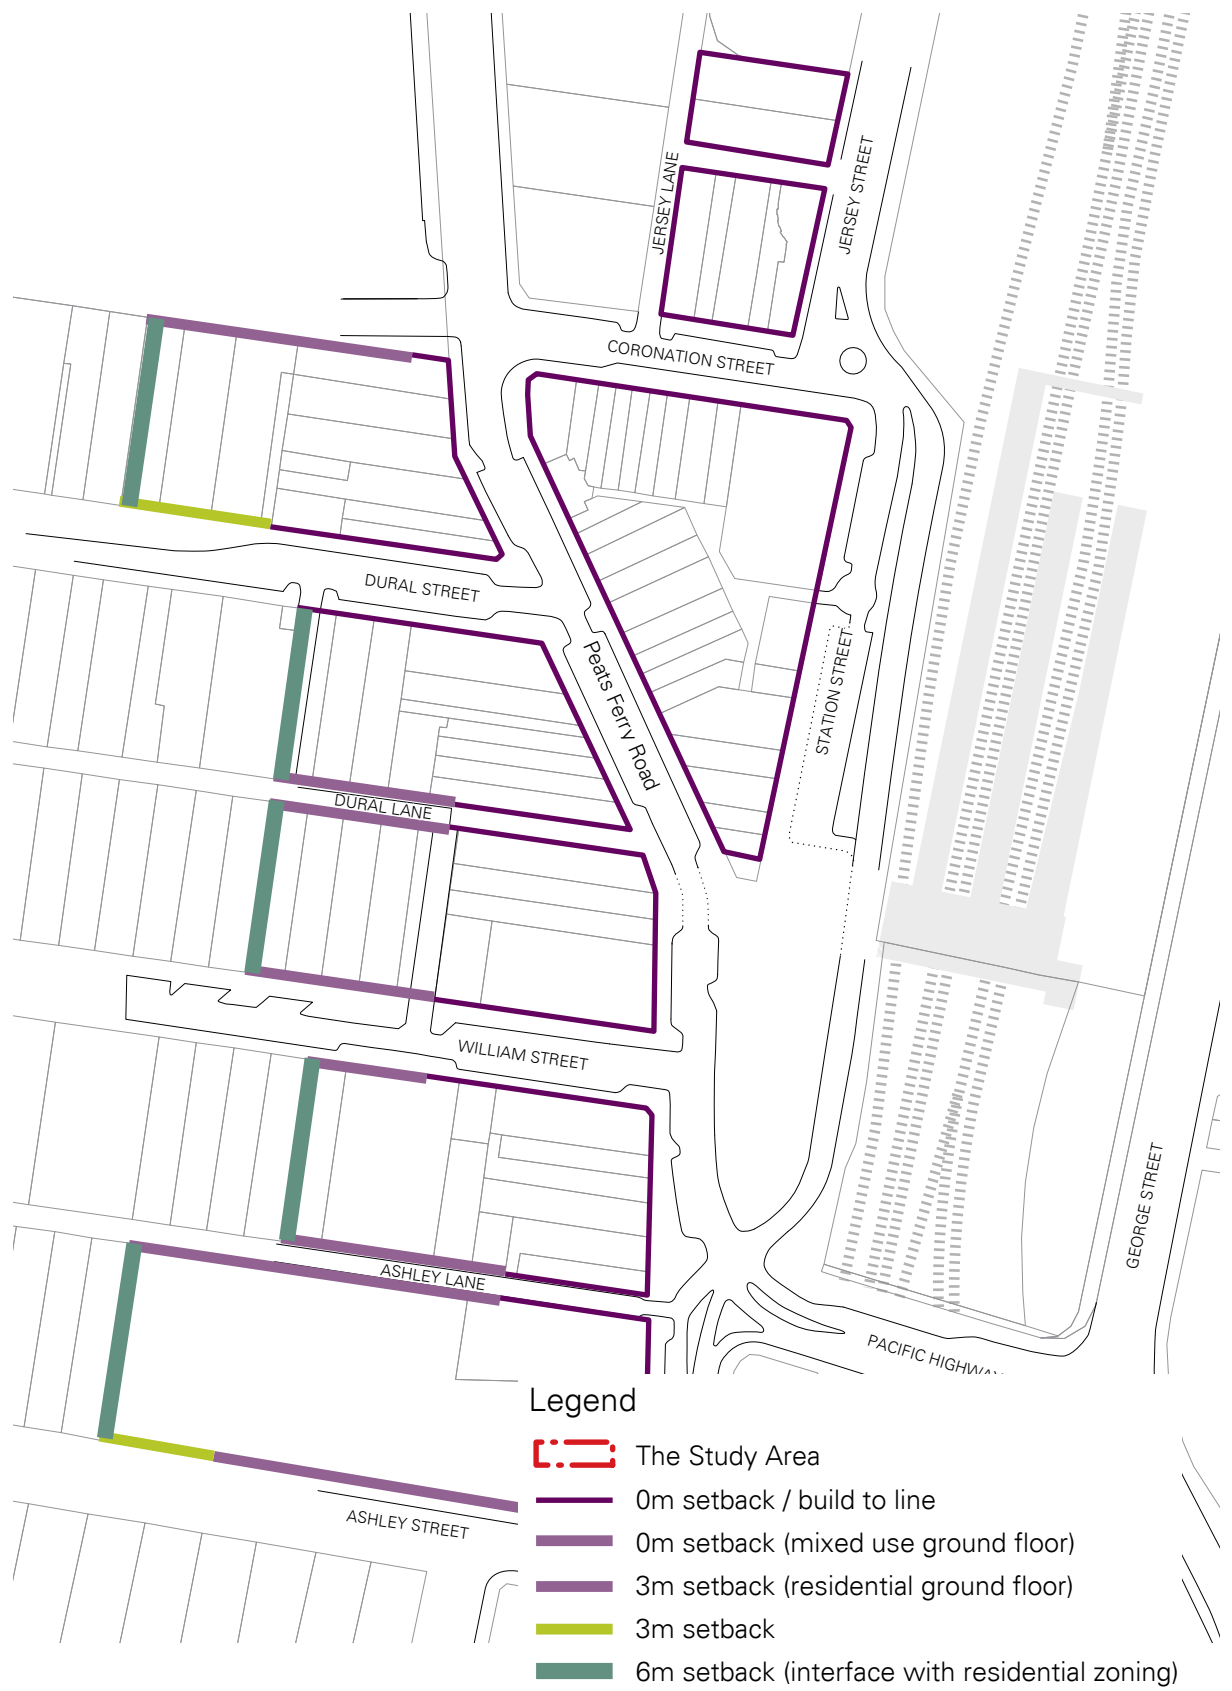 JERSEY LANE
JERSEY STREET
CORONATION STREET
DURAL STREET
Peats Ferry Road
STATION STREET
DURAL LANE
WILLIAM STREET
GEORGE STREET
ASHLEY LANE
PACIFIC HIGHWAY
Legend
The Study Area
0m setback / build to line
0m setback (mixed use ground floor)
3m setback (residential ground floor)
3m setback
6m setback (interface with residential zoning)
ASHLEY STREET